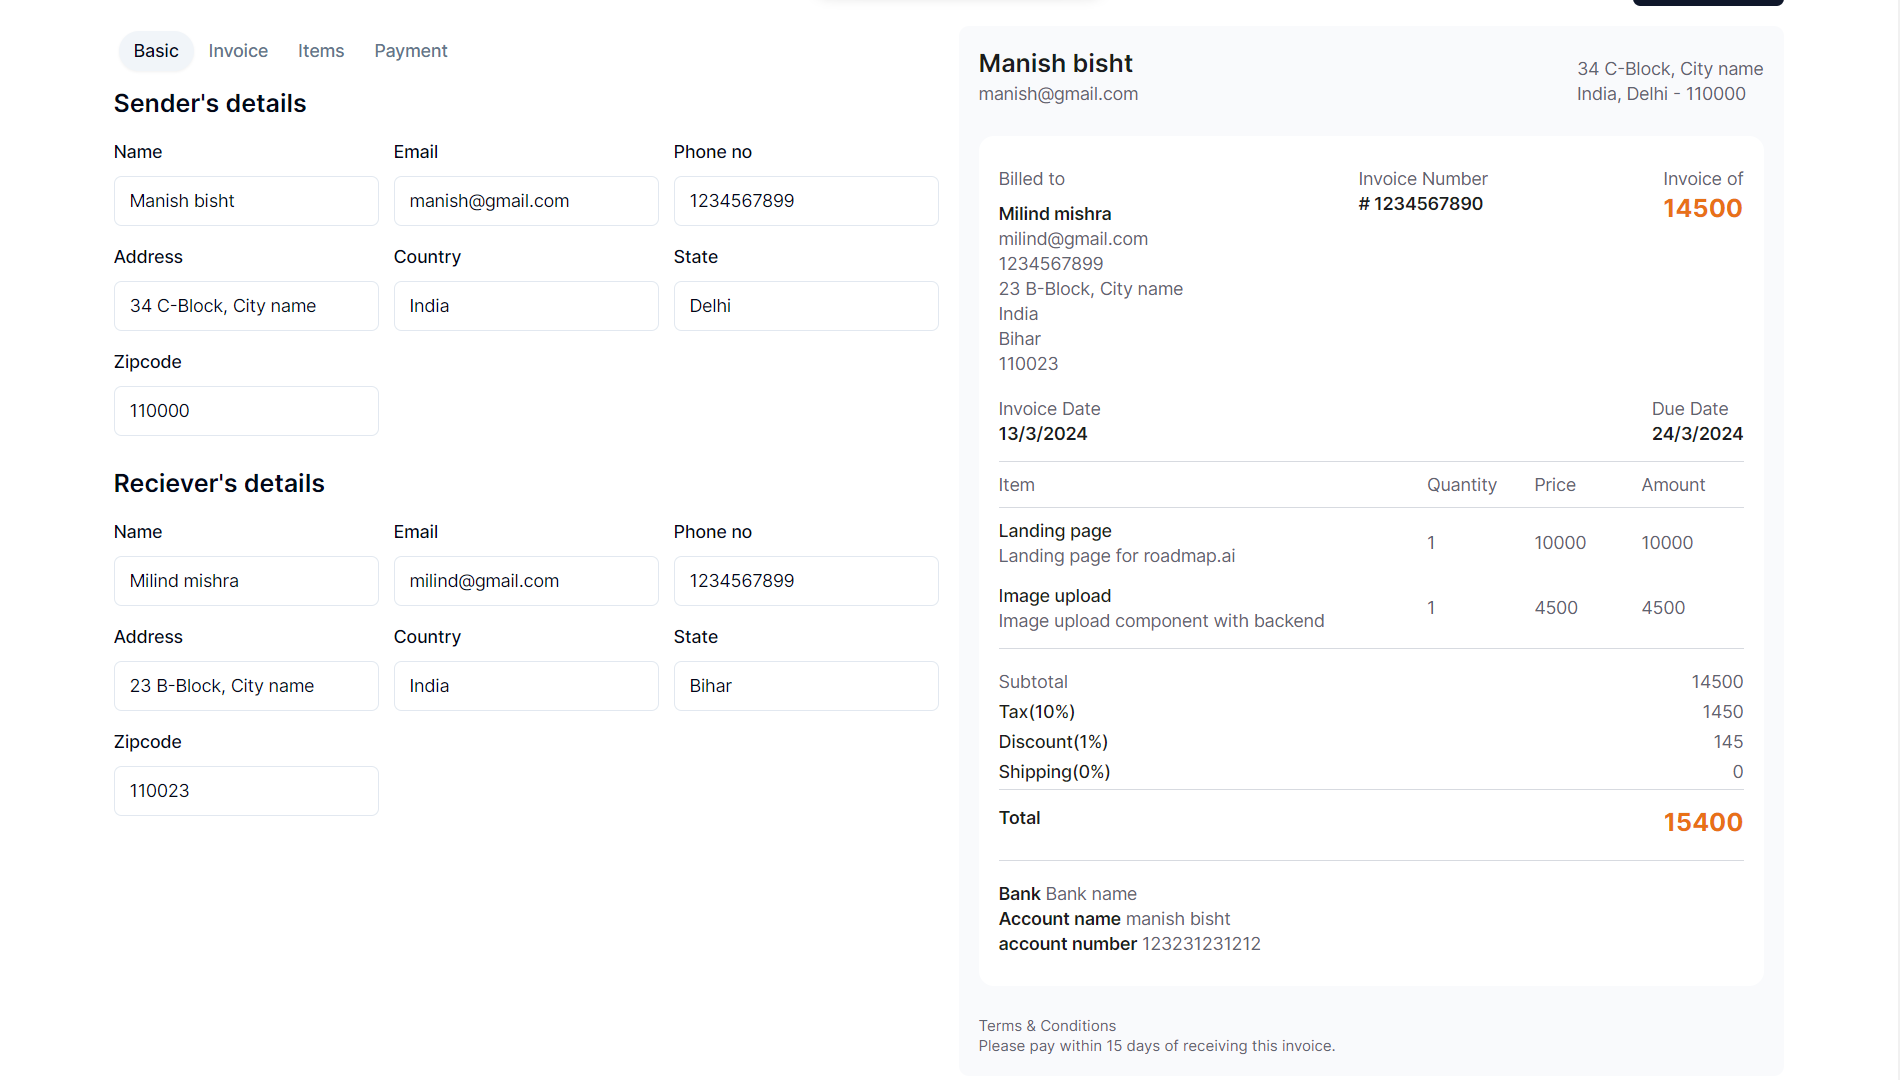 Basic Invoice Items Payment
Sender's details
Name Email Phone no
Manish bisht manish@gmail.com 1234567899
Address Country State
34 C-Block, City name India Delhi
Zipcode
110000
Reciever's details
Name Email Phone no
Milind mishra milind@gmail.com 1234567899
Address Country State
23 B-Block, City name India Bihar
Zipcode
110023
Manish bisht
manish@gmail.com
34 C-Block, City name
India, Delhi - 110000
Billed to
Milind mishra
milind@gmail.com
1234567899
23 B-Block, City name
India
Bihar
110023
Invoice Number
# 1234567890
Invoice of
14500
Invoice Date
13/3/2024
Due Date
24/3/2024
Item Quantity Price Amount
Landing page
Landing page for roadmap.ai
1 10000 10000
Image upload
Image upload component with backend
1 4500 4500
Subtotal 14500
Tax(10%) 1450
Discount(1%) 145
Shipping(0%) 0
Total 15400
Bank Bank name
Account name manish bisht
account number 123231231212
Terms & Conditions
Please pay within 15 days of receiving this invoice.